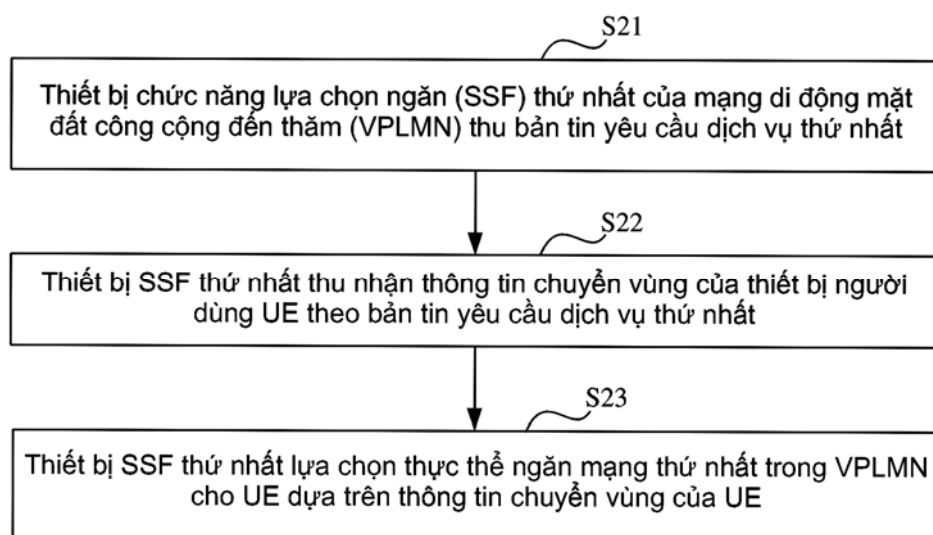 S21
Thiết bị chức năng lựa chọn ngăn (SSF) thứ nhất của mạng di động mặt
đất công cộng đến thăm (VPLMN) thu bản tin yêu cầu dịch vụ thứ nhất
S22
Thiết bị SSF thứ nhất thu nhận thông tin chuyển vùng của thiết bị người
dùng UE theo bản tin yêu cầu dịch vụ thứ nhất
S23
Thiết bị SSF thứ nhất lựa chọn thực thể ngăn mạng thứ nhất trong VPLMN
cho UE dựa trên thông tin chuyển vùng của UE